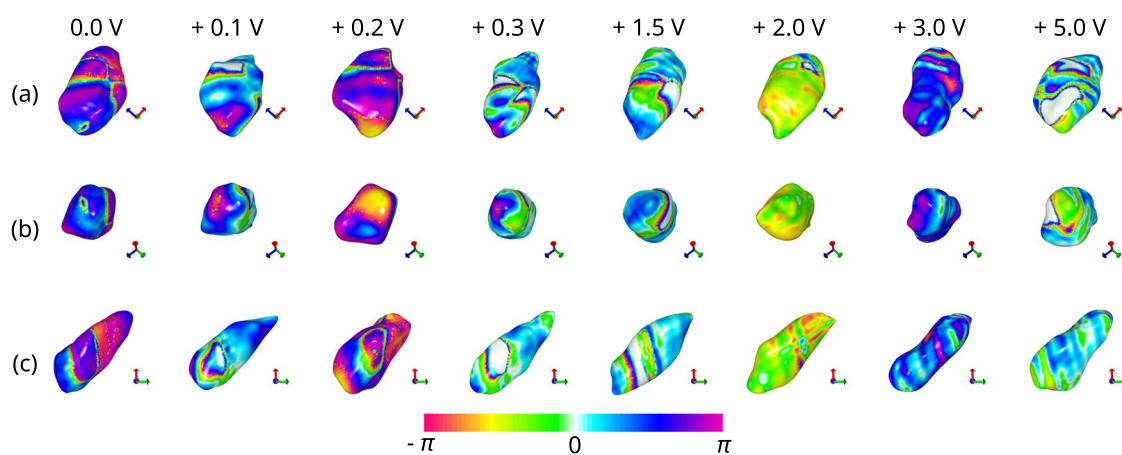 0.0 V + 0.1 V + 0.2 V + 0.3 V + 1.5 V + 2.0 V + 3.0 V + 5.0 V
(a)
(b)
(c)
- π 0 π